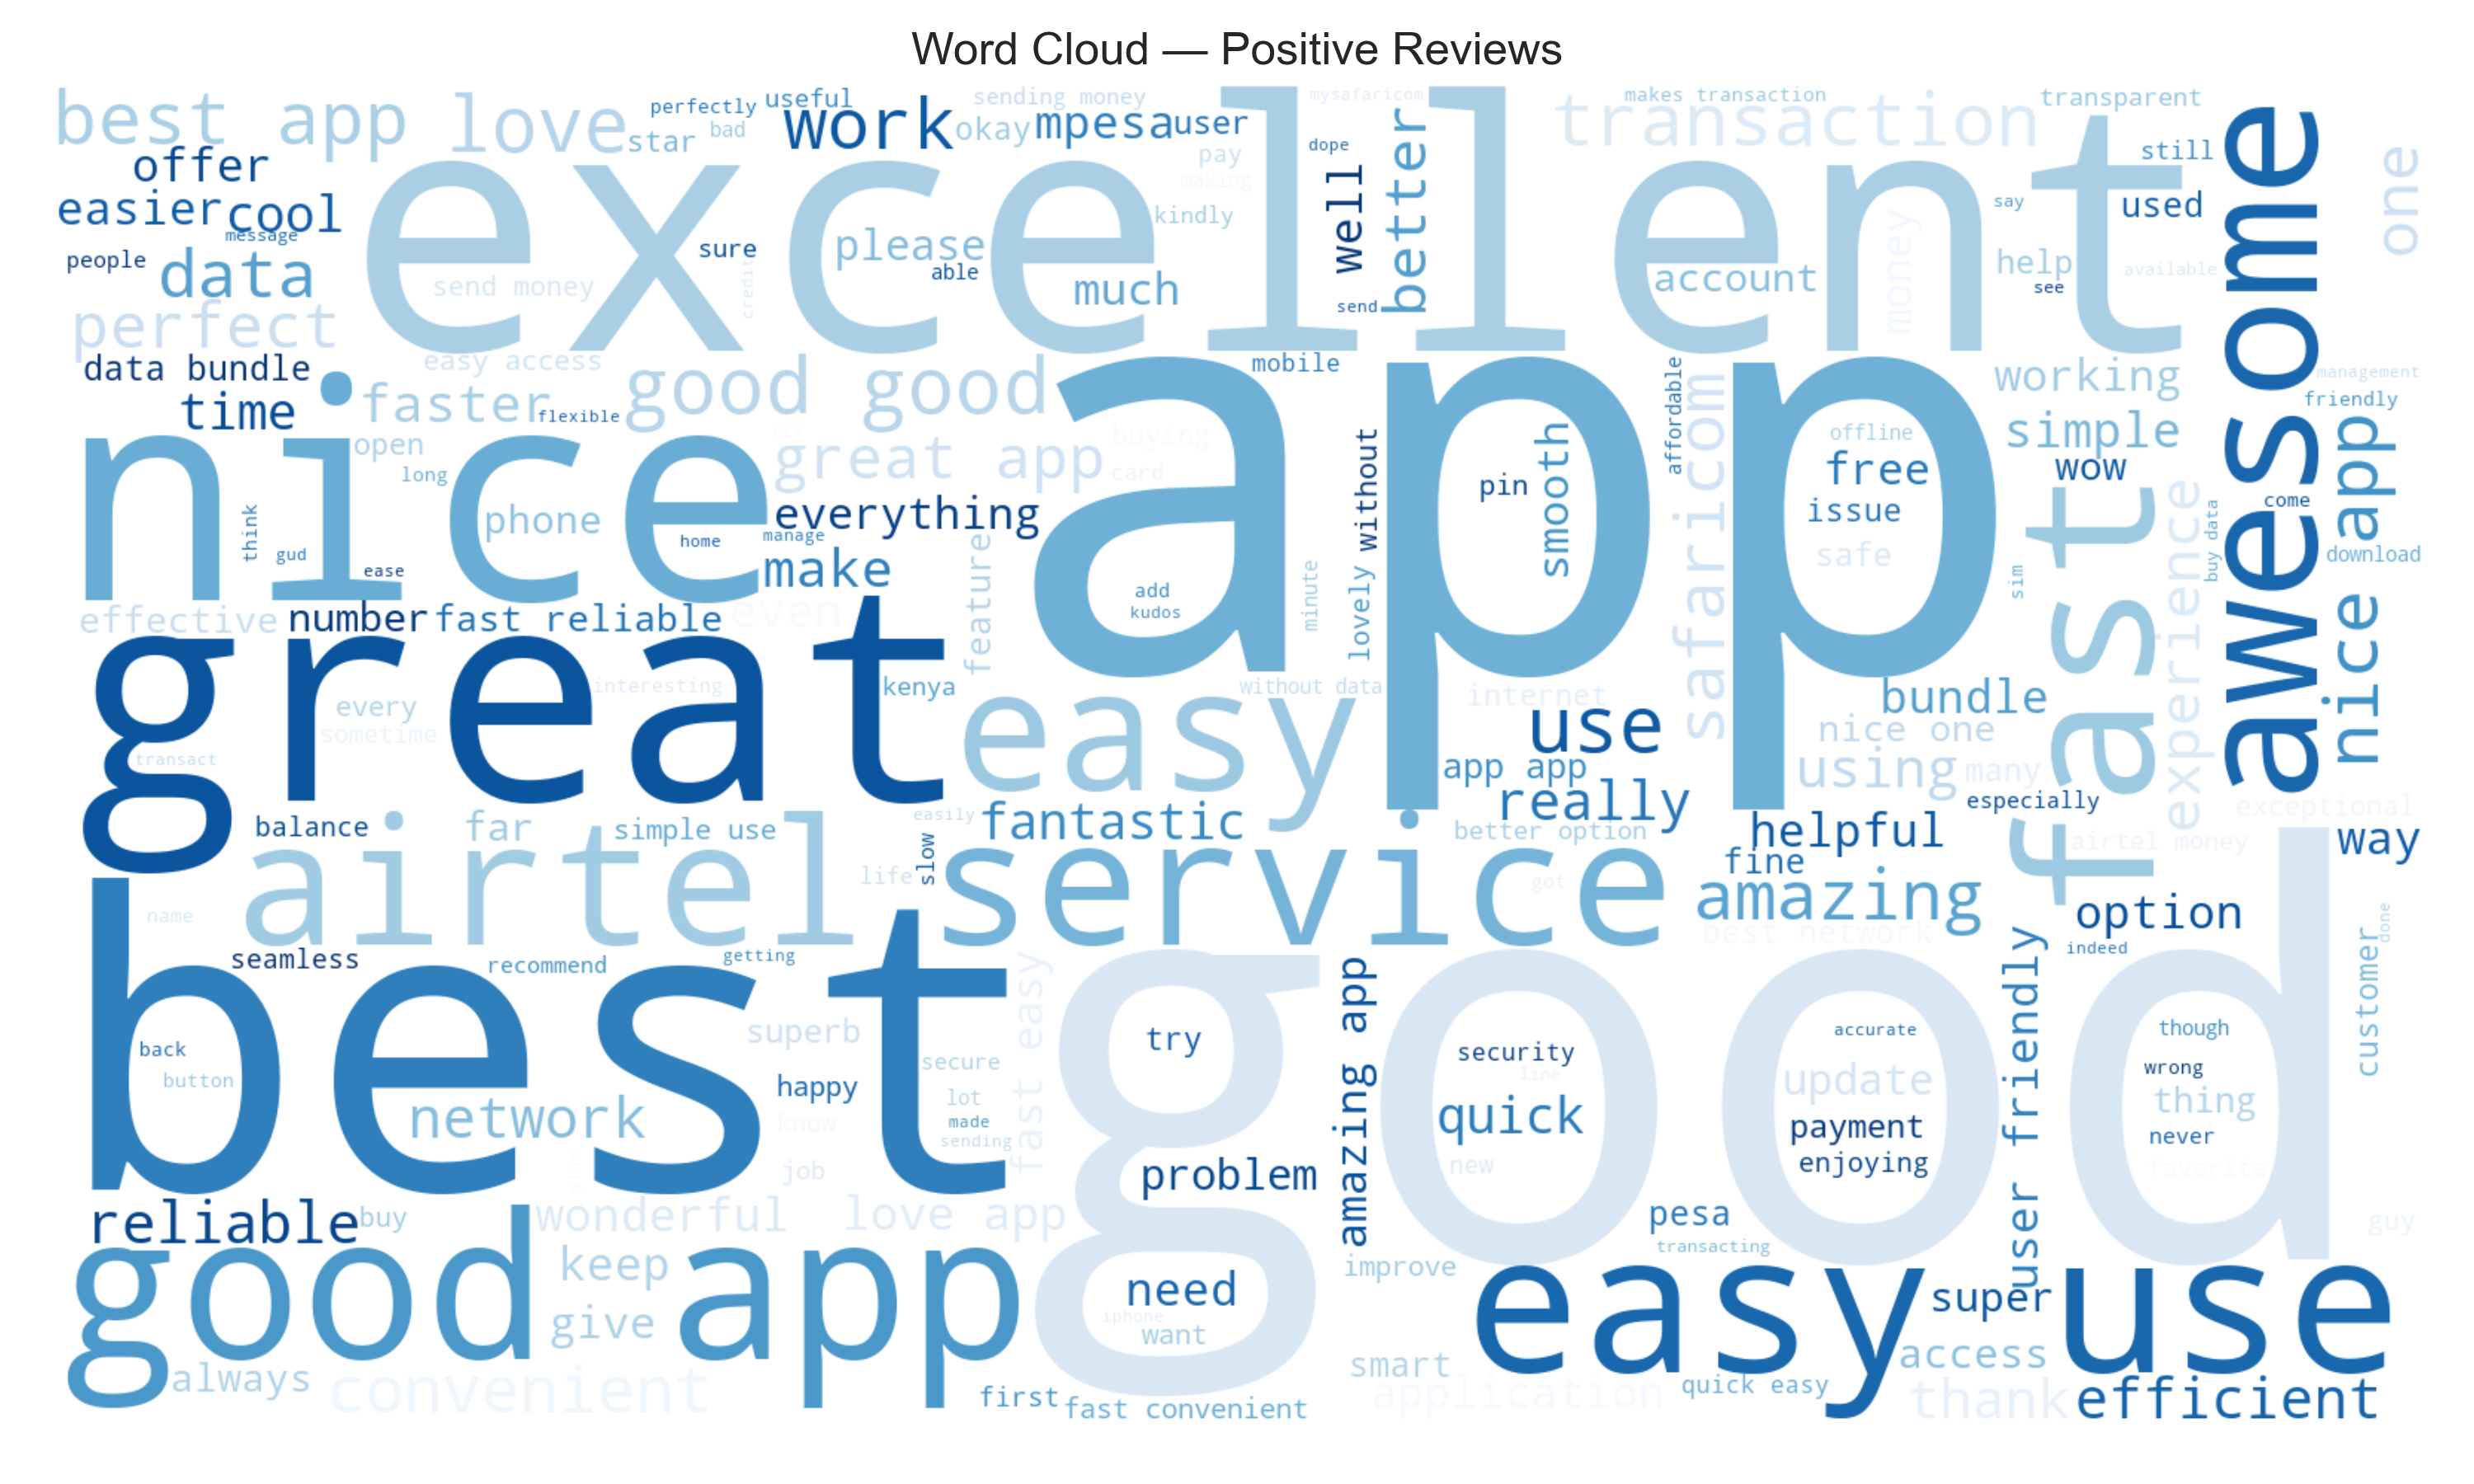 Word Cloud — Positive Reviews
best app
love
perfectly
useful
star
bad
work
sending money
okay
mpesa
user
mysafaricom
makes transaction
transaction
transparent
offer
excellent
pay
making
dope
still
awesome
one
easier
cool
message
kindly
well
better
say
used
people
data
sure
please
able
much
account
money
help
see
available
send money
credit
send
perfect
data bundle
easy access
good good
app
mobile
affordable
safaricom
working
management
friendly
time
faster
flexible
simple
nice
open
long
great app
buying
card
offline
free
wow
nice app
without
pin
smooth
issue
think
phone
everything
safe
fast
experience
buy data
come
download
gud
home
manage
ease
make
feature
add
kudos
minute
lovely
sim
effective
number
fast reliable
even
great
interesting
kenya
easy
without data
internet
bundle
every
sometime
use
nice one
transact
app app
using
many
really
especially
exceptional
airtel
balance
far
simple use
easily
fantastic
better option
helpful
airtel money
way
slow
service
fine
life
got
amazing
name
option
best
best network
customer
done
seamless
recommend
getting
fast easy
good
amazing app
user friendly
indeed
superb
try
accurate
though
back
button
secure
security
line
wrong
happy
lot
update
thing
network
know
made
sending
quick
payment
never
job
problem
new
enjoying
favorite
reliable
buy
wonderful
love app
pesa
guy
good app
keep
transacting
improve
need
easy use
super
give
iphone
want
always
convenient
smart
access
first
fast convenient
application
quick easy
thank
efficient